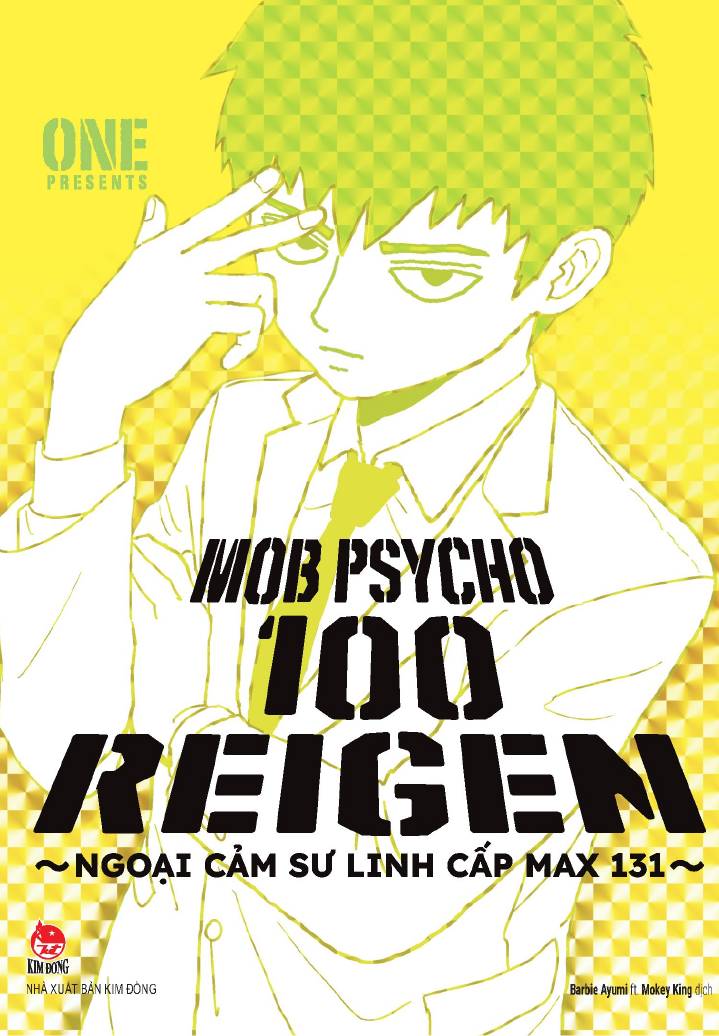 ONE
PRESENTS
MOB PSYCHO
100
REIGEN
～NGOẠI CẢM SƯ LINH CẤP MAX 131～
KIM ĐỒNG
NHÀ XUẤT BẢN KIM ĐỒNG
Barbie Ayumi ft. Mokey King dịch